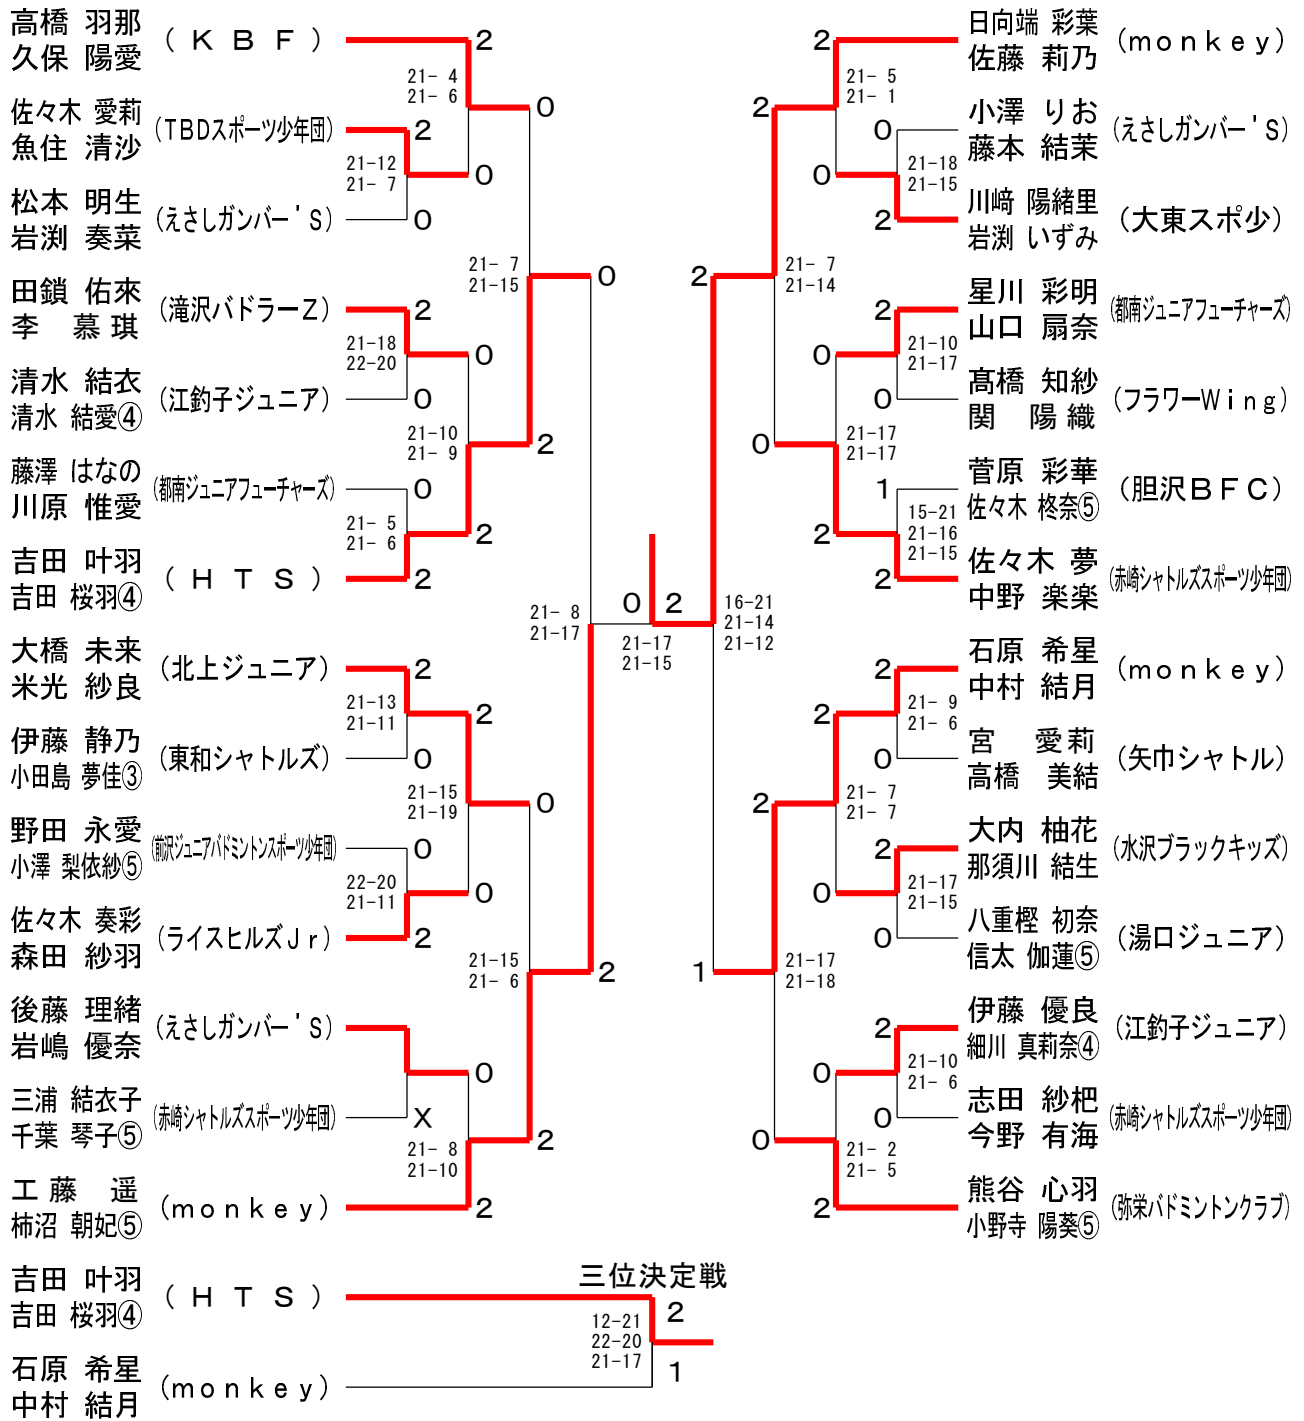 高橋 羽那
久保 陽愛
(ＫＢＦ)
2
21- 4
21- 6
0
佐々木 愛莉
魚住 清沙
(TBDスポーツ少年団)
2
21-12
21- 7
0
松本 明生
岩渕 奏菜
(えさしガンバー'S)
0
21- 7
21-15
0
田鎖 佑來
李 慕琪
(滝沢バドラーZ)
2
21-18
22-20
0
清水 結衣
清水 結愛④
(江釣子ジュニア)
0
21-10
21- 9
2
藤澤 はなの
川原 惟愛
(都南ジュニアフューチャーズ)
0
21- 5
21- 6
2
吉田 叶羽
吉田 桜羽④
(ＨＴＳ)
2
21- 8
21-17
大橋 未来
米光 紗良
(北上ジュニア)
2
21-13
21-11
2
伊藤 静乃
小田島 夢佳③
(東和シャトルズ)
0
21-15
21-19
0
野田 永愛
小澤 梨依紗⑤
(前沢ジュニアバドミントンスポーツ少年団)
0
22-20
21-11
0
佐々木 奏彩
森田 紗羽
(ライスヒルズJr)
2
21-15
21- 6
2
後藤 理緒
岩嶋 優奈
(えさしガンバー'S)
0
三浦 結衣子
千葉 琴子⑤
(赤崎シャトルズスポーツ少年団)
X
21- 8
21-10
2
工藤 遥
柿沼 朝妃⑤
(monkey)
2
0 2
21-17
21-15
日向端 彩葉
佐藤 莉乃
(monkey)
2
21- 5
21- 1
2
小澤 りお
藤本 結茉
(えさしガンバー'S)
0
21-18
21-15
0
川﨑 陽緒里
岩渕 いずみ
(大東スポ少)
2
2
21- 7
21-14
星川 彩明
山口 扇奈
(都南ジュニアフューチャーズ)
2
21-10
21-17
0
髙橋 知紗
関 陽織
(フラワーWing)
0
0
21-17
21-17
菅原 彩華
佐々木 柊奈⑤
(胆沢ＢＦＣ)
1
15-21
21-16
21-15
2
佐々木 夢
中野 楽楽
(赤崎シャトルズスポーツ少年団)
2
16-21
21-14
21-12
石原 希星
中村 結月
(monkey)
2
21- 9
21- 6
2
宮 愛莉
高橋 美結
(矢巾シャトル)
0
2
21- 7
21- 7
大内 柚花
那須川 結生
(水沢ブラックキッズ)
2
21-17
21-15
0
八重樫 初奈
信太 伽蓮⑤
(湯口ジュニア)
0
1
21-17
21-18
伊藤 優良
細川 真莉奈④
(江釣子ジュニア)
2
21-10
21- 6
0
志田 紗杷
今野 有海
(赤崎シャトルズスポーツ少年団)
0
0
21- 2
21- 5
熊谷 心羽
小野寺 陽葵⑤
(弥栄バドミントンクラブ)
2
三位決定戦
吉田 叶羽
吉田 桜羽④
(ＨＴＳ)
2
12-21
22-20
21-17
1
石原 希星
中村 結月
(monkey)